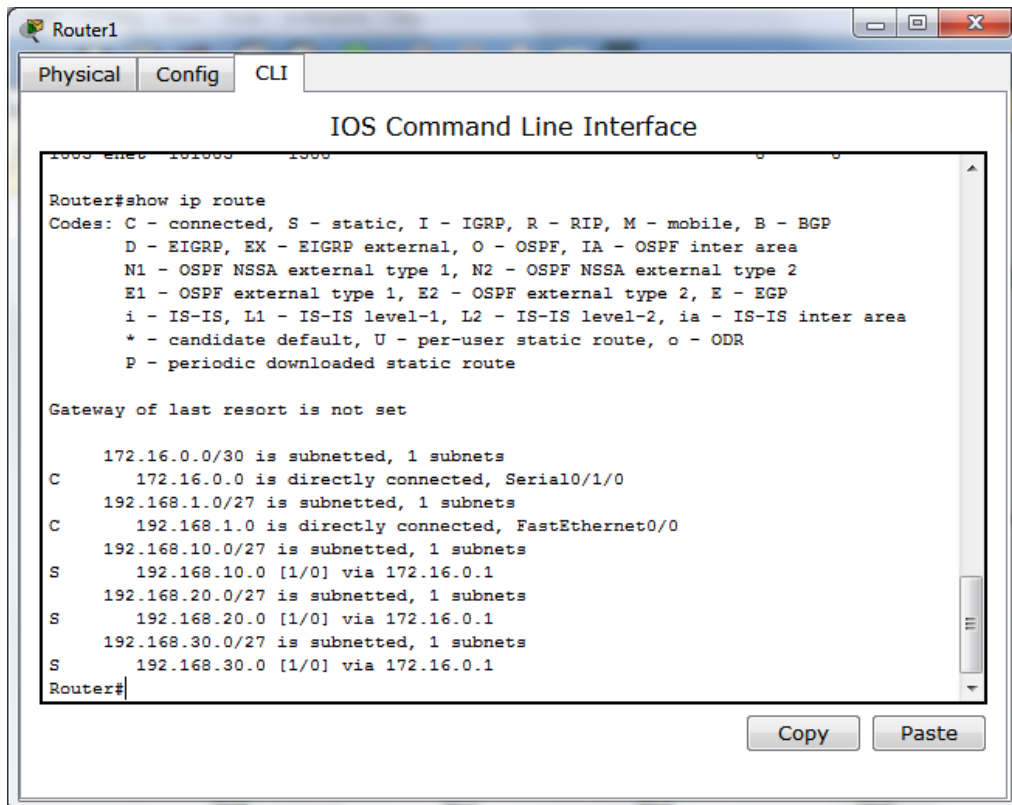 Router1
Physical Config CLI
IOS Command Line Interface
Router#show ip route
Codes: C - connected, S - static, I - IGRP, R - RIP, M - mobile, B - BGP
D - EIGRP, EX - EIGRP external, O - OSPF, IA - OSPF inter area
N1 - OSPF NSSA external type 1, N2 - OSPF NSSA external type 2
E1 - OSPF external type 1, E2 - OSPF external type 2, E - EGP
i - IS-IS, L1 - IS-IS level-1, L2 - IS-IS level-2, ia - IS-IS inter area
* - candidate default, U - per-user static route, o - ODR
P - periodic downloaded static route
Gateway of last resort is not set
172.16.0.0/30 is subnetted, 1 subnets
C 172.16.0.0 is directly connected, Serial0/1/0
192.168.1.0/27 is subnetted, 1 subnets
C 192.168.1.0 is directly connected, FastEthernet0/0
192.168.10.0/27 is subnetted, 1 subnets
S 192.168.10.0 [1/0] via 172.16.0.1
192.168.20.0/27 is subnetted, 1 subnets
S 192.168.20.0 [1/0] via 172.16.0.1
192.168.30.0/27 is subnetted, 1 subnets
S 192.168.30.0 [1/0] via 172.16.0.1
Router#
Copy Paste